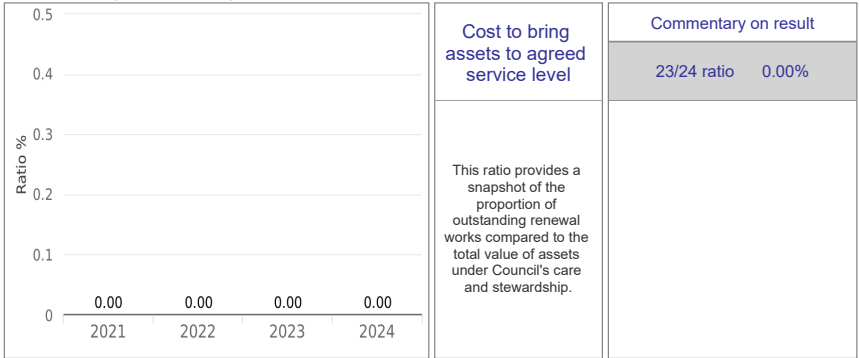 0.5
0.4
0.3
0.2
0.1
0
Ratio %
0.00 0.00 0.00 0.00
2021 2022 2023 2024
Cost to bring
assets to agreed
service level
This ratio provides a
snapshot of the
proportion of
outstanding renewal
works compared to the
total value of assets
under Council's care
and stewardship.
Commentary on result
23/24 ratio 0.00%